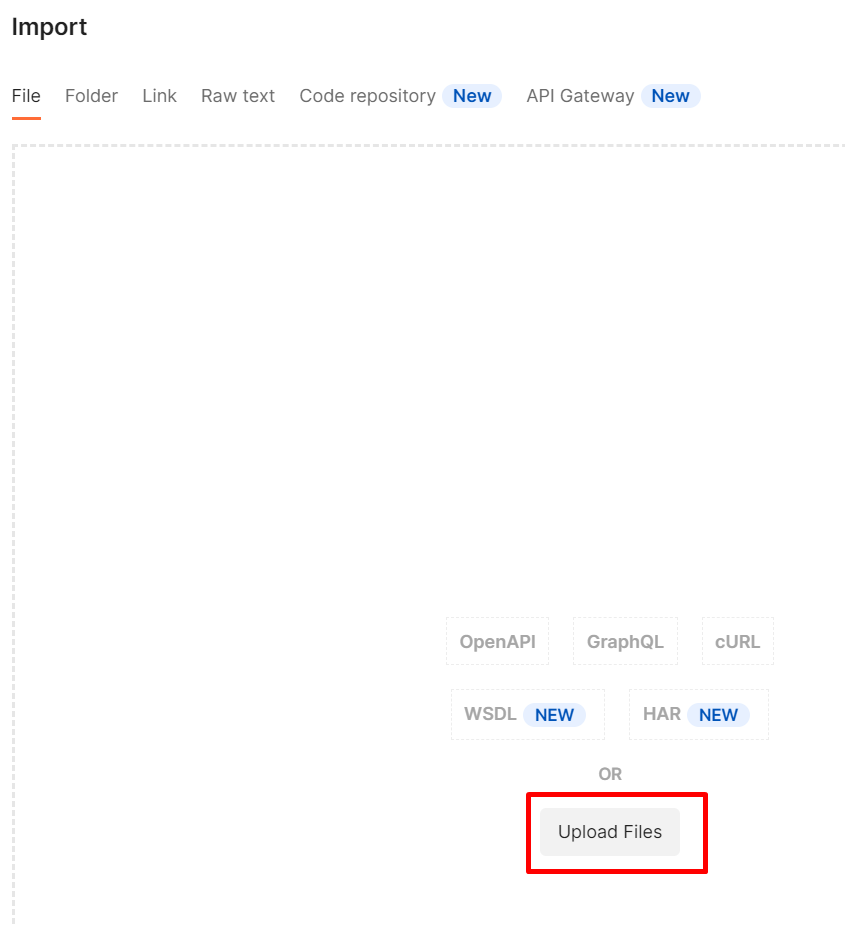 Import
File Folder Link Raw text Code repository New API Gateway New
OpenAPI GraphQL cURL
WSDL NEW HAR NEW
OR
Upload Files